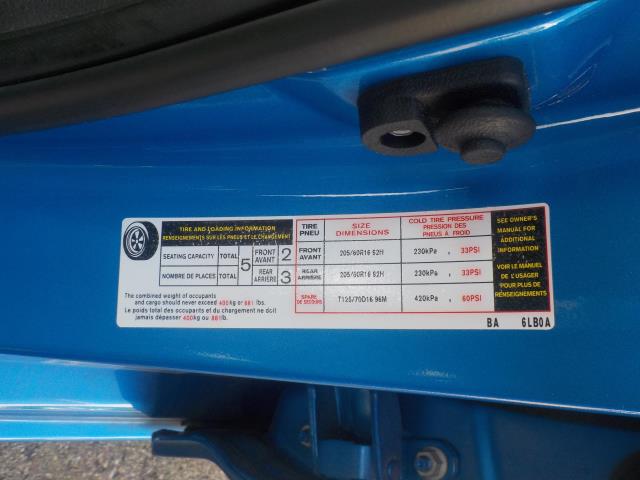 TIRE AND LOADING INFORMATION
RENSEIGNEMENTS SUR LES PNEUS ET LE CHARGEMENT
SEATING CAPACITY TOTAL 5 FRONT AVANT 2
NOMBRE DE PLACES TOTAL REAR ARRIÈRE 3
The combined weight of occupants
and cargo should never exceed 400kg or 881 lbs.
Le poids total des occupants et du chargement ne doit
jamais dépasser 400kg ou 881lb.
TIRE PNEU SIZE DIMENSIONS COLD TIRE PRESSURE PRESSION DES PNEUS À FROID
FRONT AVANT 205/60R16 92H 230kPa , 33PSI
REAR ARRIÈRE 205/60R16 92H 230kPa , 33PSI
SPARE DE SECOURS T125/70D16 96M 420kPa , 60PSI
SEE OWNER'S
MANUAL FOR
ADDITIONAL
INFORMATION
VOIR LE MANUEL
DE L'USAGER
POUR PLUS DE
RENSEIGNEMENTS
BA 6LB0A